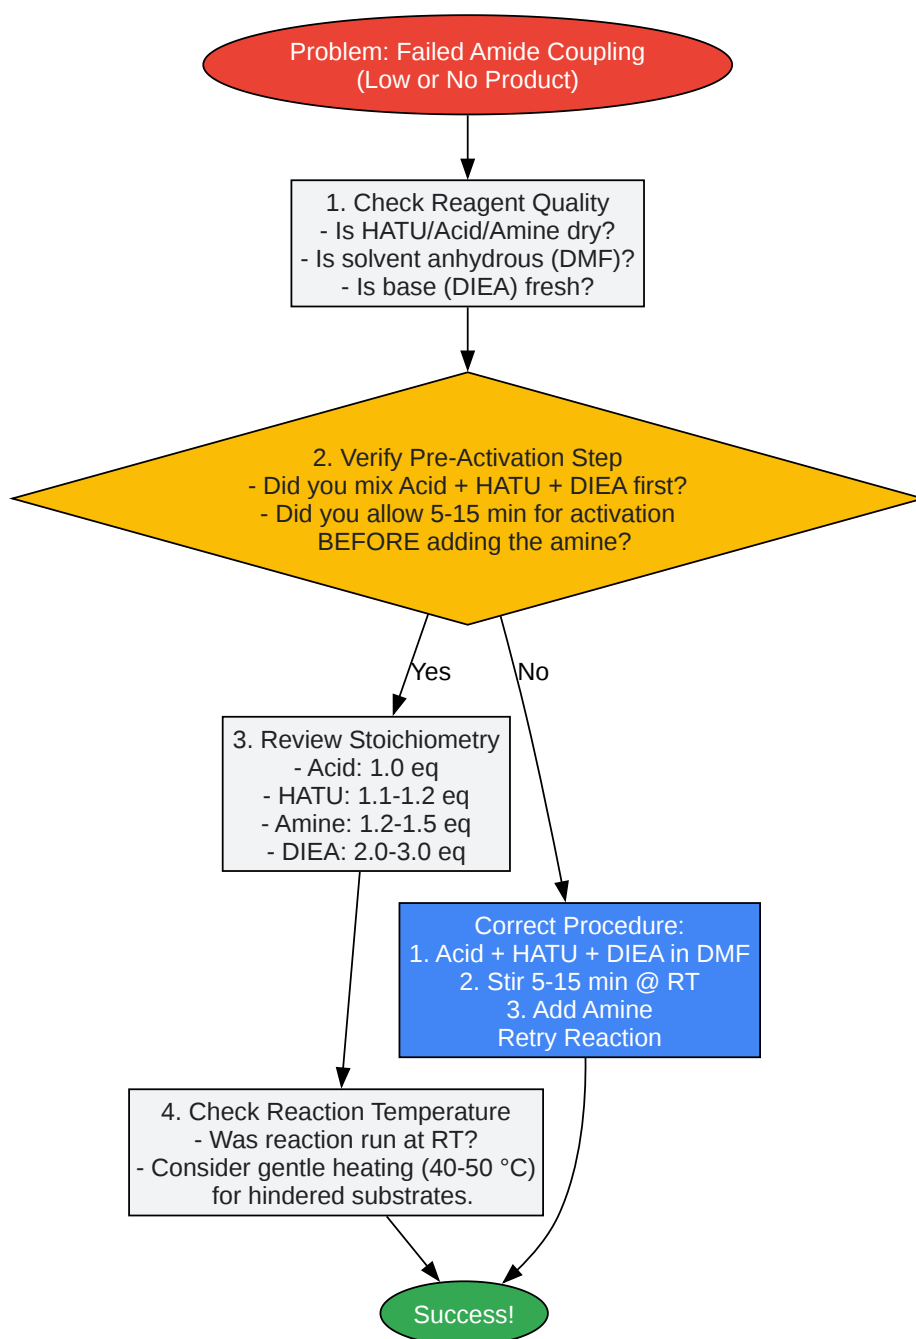 Problem: Failed Amide Coupling
(Low or No Product)
1. Check Reagent Quality
- Is HATU/Acid/Amine dry?
- Is solvent anhydrous (DMF)?
- Is base (DIEA) fresh?
2. Verify Pre-Activation Step
- Did you mix Acid + HATU + DIEA first?
- Did you allow 5-15 min for activation
BEFORE adding the amine?
Yes
No
3. Review Stoichiometry
- Acid: 1.0 eq
- HATU: 1.1-1.2 eq
- Amine: 1.2-1.5 eq
- DIEA: 2.0-3.0 eq
Correct Procedure:
1. Acid + HATU + DIEA in DMF
2. Stir 5-15 min @ RT
3. Add Amine
Retry Reaction
4. Check Reaction Temperature
- Was reaction run at RT?
- Consider gentle heating (40-50 °C)
for hindered substrates.
Success!